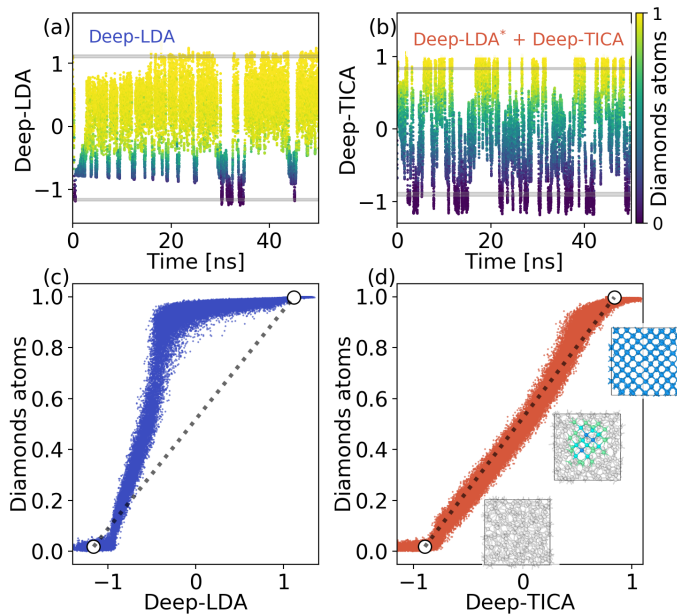 (a)
Deep-LDA
Deep-LDA
1
0
−1
0
20
40
Time [ns]
(b)
Deep-LDA* + Deep-TICA
Deep-TICA
1
0
−1
0
20
40
Time [ns]
1
Diamonds atoms
0
(c)
Diamonds atoms
1.0
0.8
0.6
0.4
0.2
0.0
−1
0
1
Deep-LDA
(d)
Diamonds atoms
1.0
0.8
0.6
0.4
0.2
0.0
−1
0
1
Deep-TICA